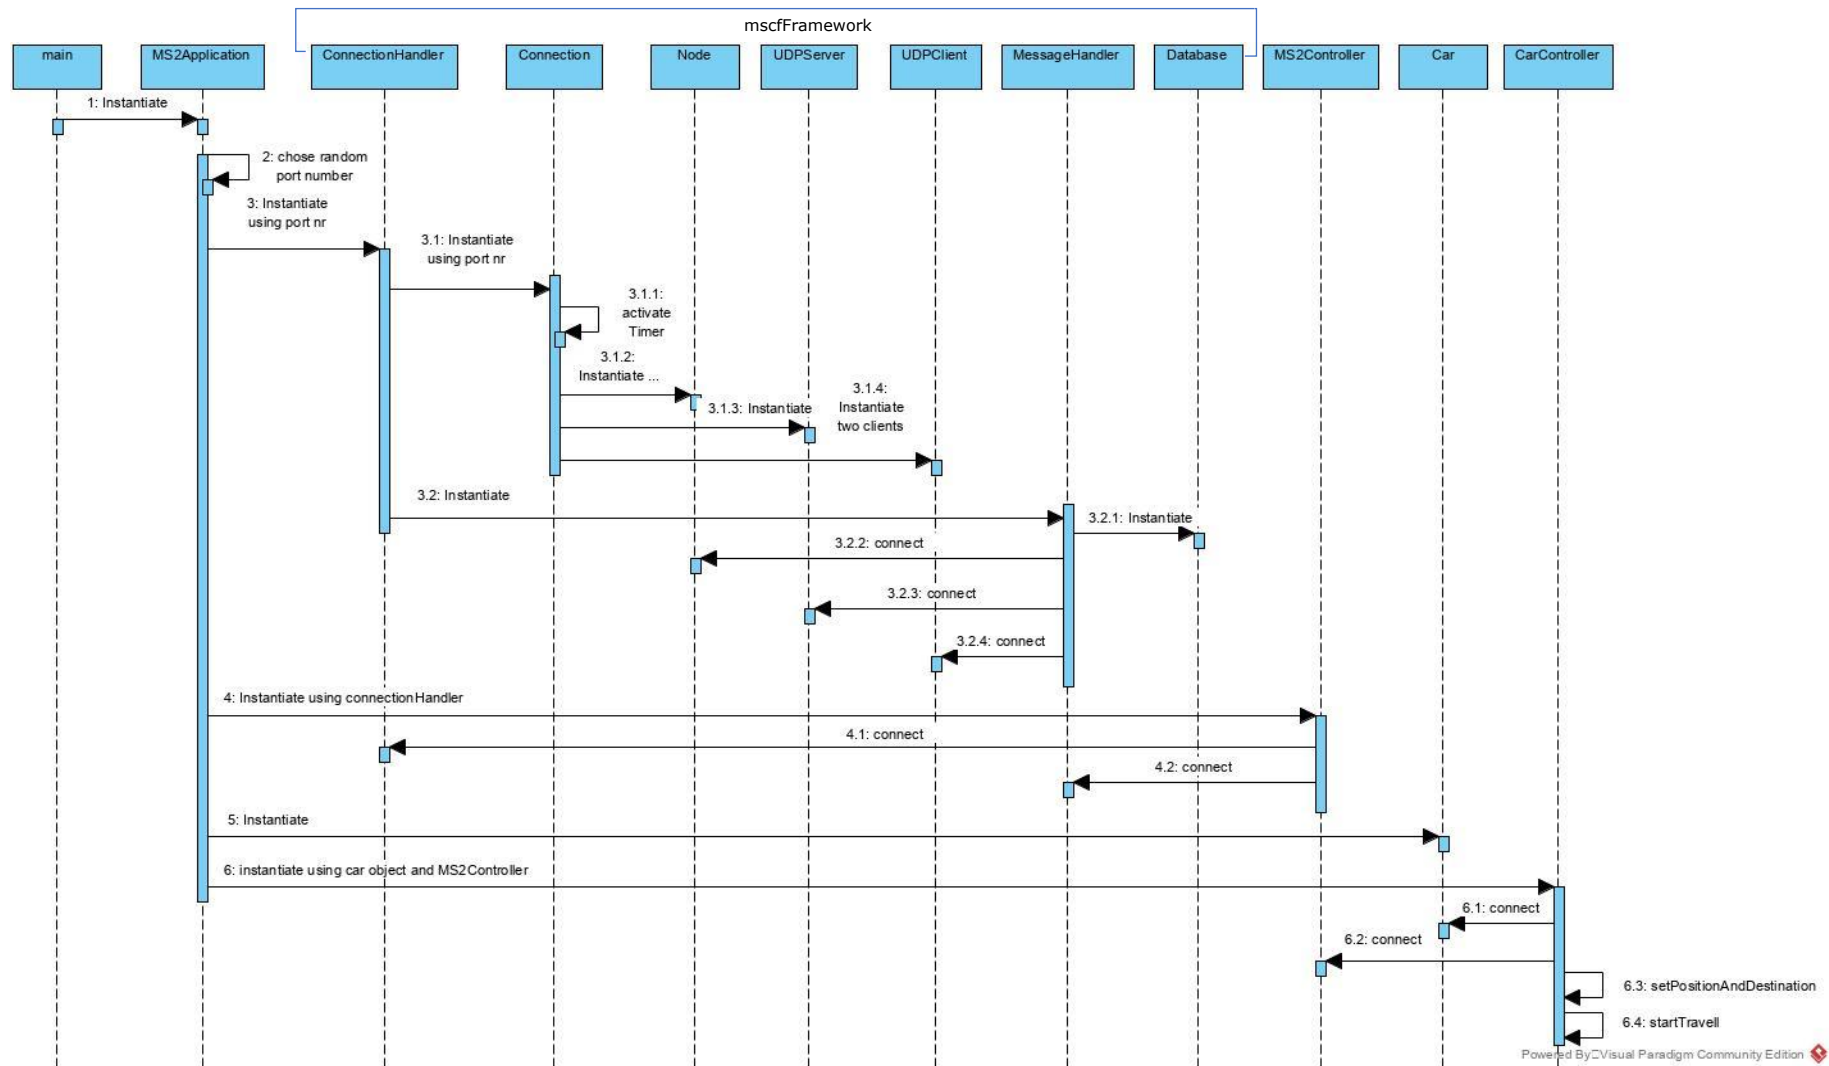 mscfFramework
main
MS2Application
ConnectionHandler
Connection
Node
UDPServer
UDPClient
MessageHandler
Database
MS2Controller
Car
CarController
1: Instantiate
2: chose random
port number
3: Instantiate
using port nr
3.1: Instantiate
using port nr
3.1.1:
activate
Timer
3.1.2:
Instantiate ...
3.1.3: Instantiate
3.1.4:
Instantiate
two clients
3.2: Instantiate
3.2.1: Instantiate
3.2.2: connect
3.2.3: connect
3.2.4: connect
4: Instantiate using connectionHandler
4.1: connect
4.2: connect
5: Instantiate
6: instantiate using car object and MS2Controller
6.1: connect
6.2: connect
6.3: setPositionAndDestination
6.4: startTravell
Powered By□Visual Paradigm Community Edition